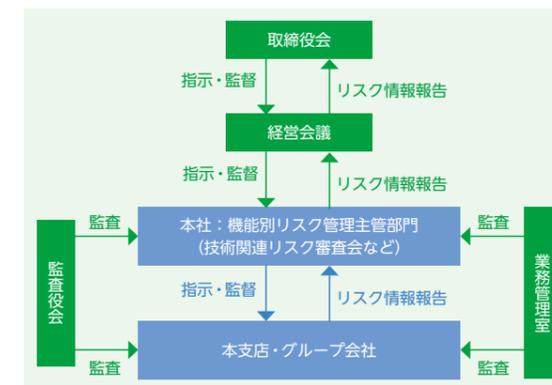 取締役会
指示・監督
リスク情報報告
経営会議
指示・監督
リスク情報報告
監査
本社：機能別リスク管理主管部門
（技術関連リスク審査会など）
監査
監査役会
業務管理室
指示・監督
リスク情報報告
本支店・グループ会社
監査
監査